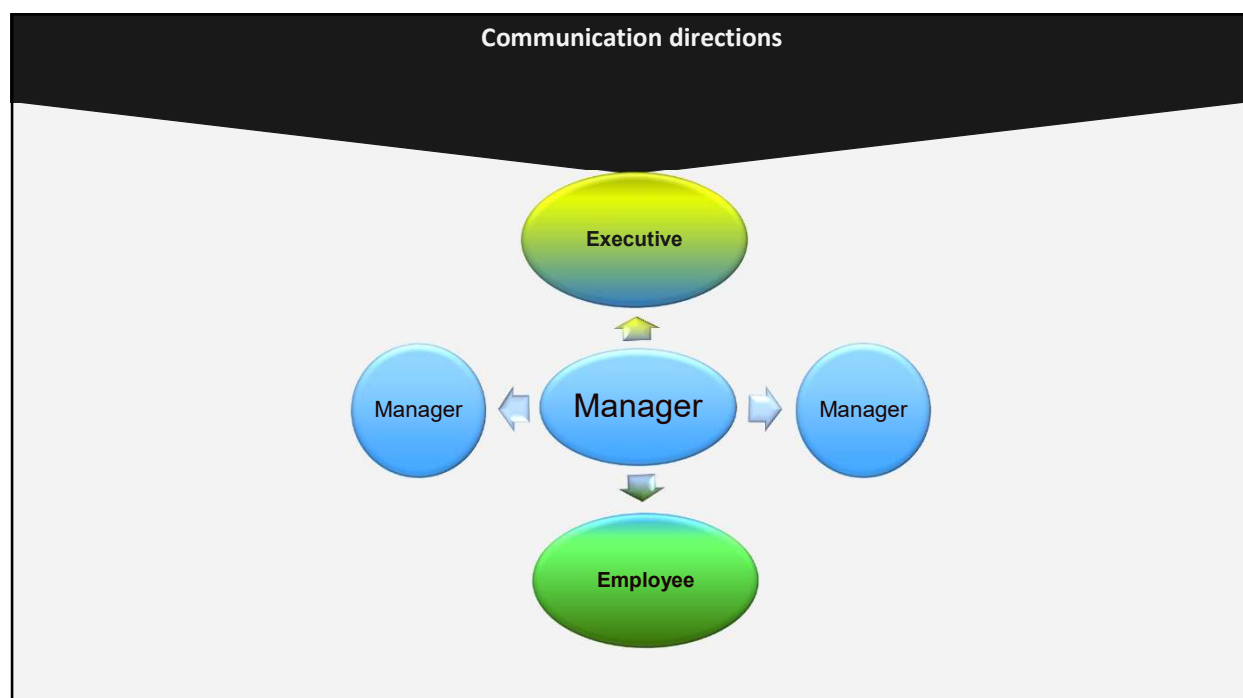 Communication directions
Executive
Manager
Manager
Manager
Employee